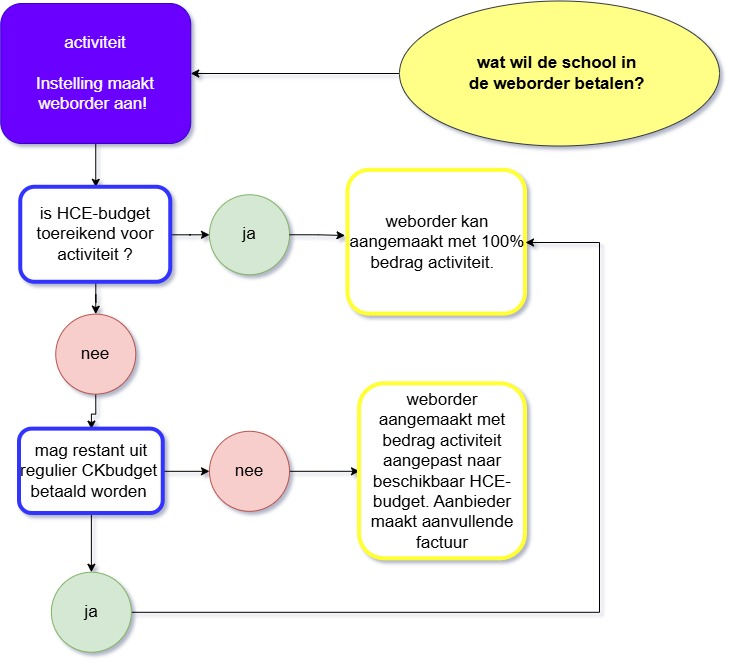 activiteit
Instelling maakt
weborder aan!
wat wil de school in
de weborder betalen?
is HCE-budget
toereikend voor
activiteit ?
ja
weborder kan
aangemaakt met 100%
bedrag activiteit.
nee
mag restant uit
regulier CKbudget
betaald worden
nee
weborder
aangemaakt met
bedrag activiteit
aangepast naar
beschikbaar HCE-
budget. Aanbieder
maakt aanvullende
factuur
ja